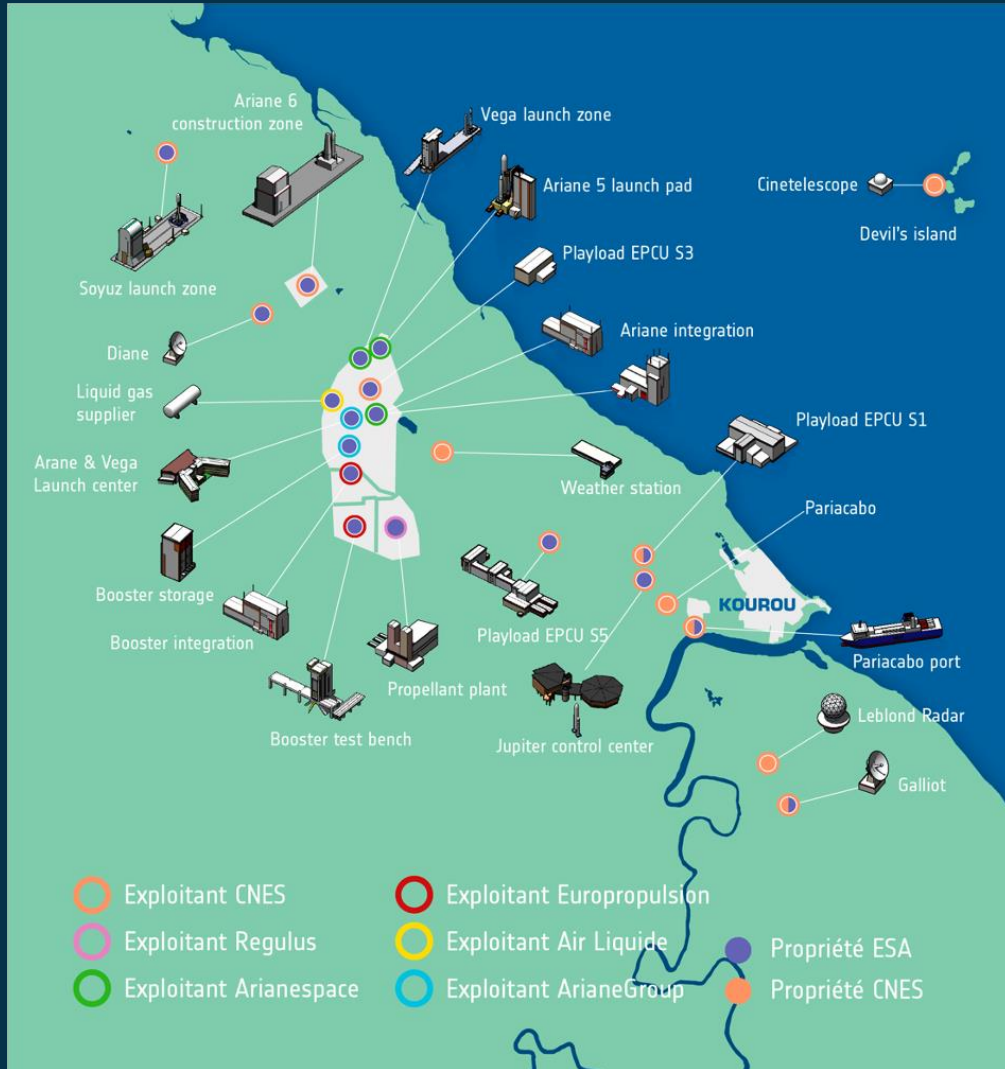 Ariane 6
construction zone
Vega launch zone
Ariane 5 launch pad
Cinetelescope
Devil's island
Playload EPCU S3
Soyuz launch zone
Ariane integration
Diane
Liquid gas
supplier
Playload EPCU S1
Arane & Vega
Launch center
Weather station
Pariacabo
Booster storage
KOUROU
Booster integration
Playload EPCU S5
Pariacabo port
Propellant plant
Leblond Radar
Booster test bench
Jupiter control center
Galliot
Exploitant CNES
Exploitant Regulus
Exploitant Arianespace
Exploitant Europropulsion
Exploitant Air Liquide
Exploitant ArianeGroup
Propriété ESA
Propriété CNES